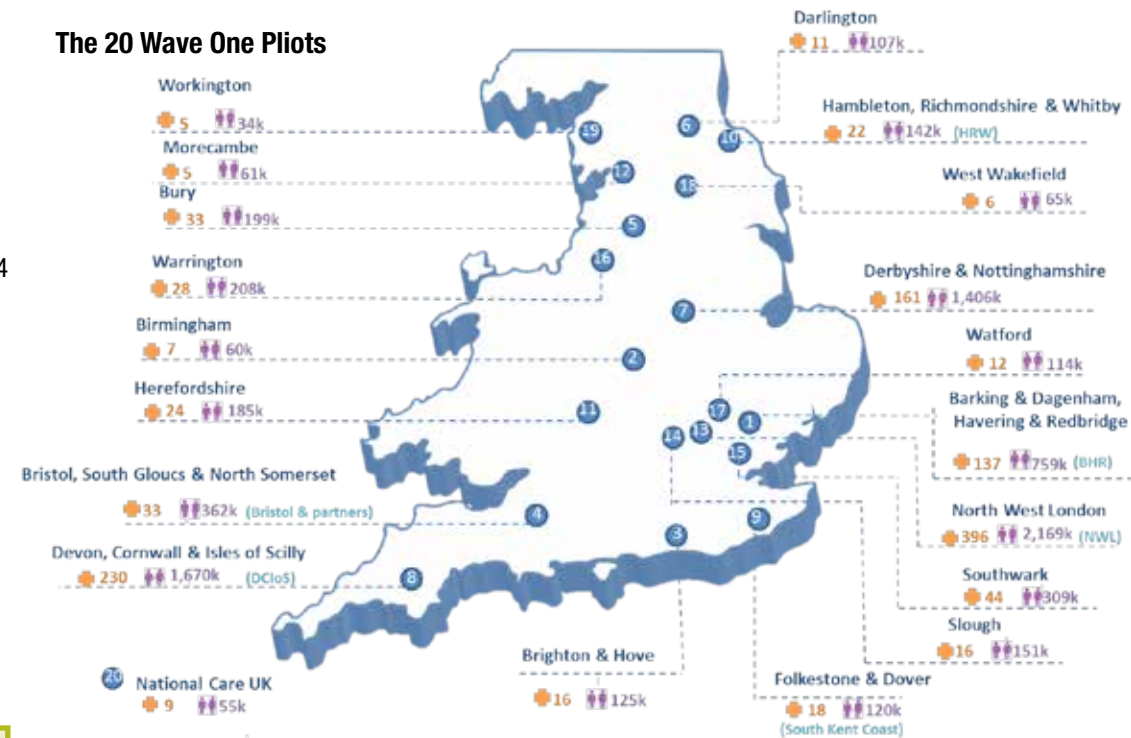 The 20 Wave One Pliots
Workington
5 34k
Morecambe
5 61k
Bury
33 199k
4
Warrington
28 208k
Birmingham
7 60k
Herefordshire
24 185k
Bristol, South Gloucs & North Somerset
33 362k (Bristol & partners)
Devon, Cornwall & Isles of Scilly
230 1,670k (DCIoS)
20
National Care UK
9 55k
Darlington
11 107k
Hambleton, Richmondshire & Whitby
22 142k (HRW)
West Wakefield
6 65k
Derbyshire & Nottinghamshire
161 1,406k
Watford
12 114k
Barking & Dagenham,
Havering & Redbridge
137 759k (BHR)
North West London
396 2,169k (NWL)
Southwark
44 309k
Slough
16 151k
Brighton & Hove
16 125k
Folkestone & Dover
18 120k
(South Kent Coast)
19
6
10
12
18
5
16
7
2
11
17
1
14
13
15
4
9
3
8